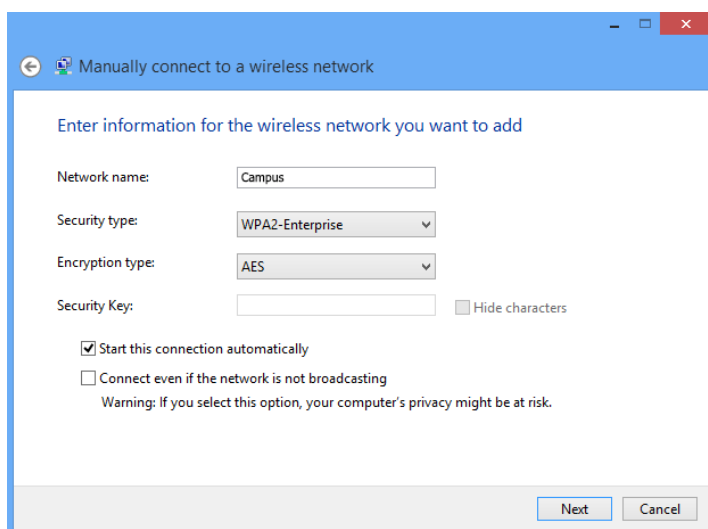 Manually connect to a wireless network
Enter information for the wireless network you want to add
Network name: Campus
Security type: WPA2-Enterprise
Encryption type: AES
Security Key: Hide characters
Start this connection automatically
Connect even if the network is not broadcasting
Warning: If you select this option, your computer's privacy might be at risk.
Next Cancel